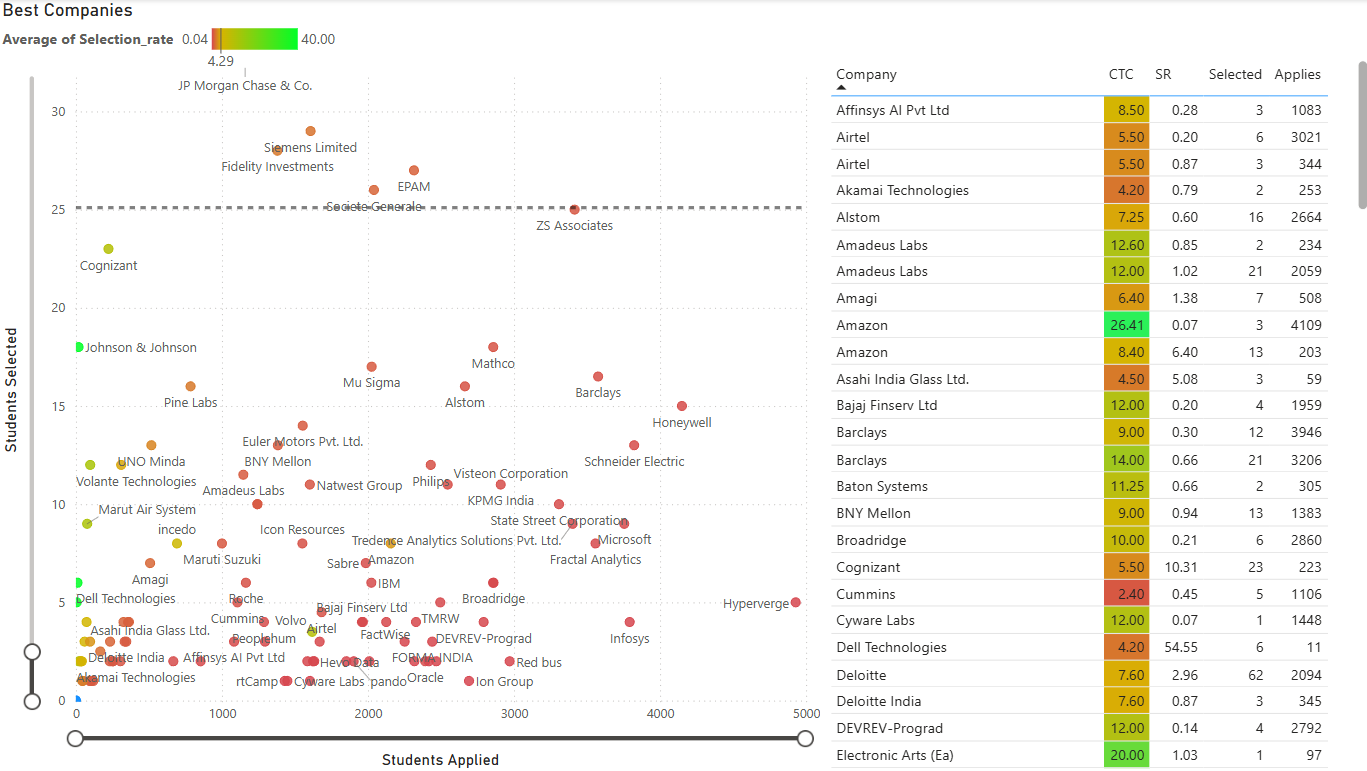 Best Companies
Average of Selection_rate 0.04 40.00
4.29
JP Morgan Chase & Co.
30
Siemens Limited
Fidelity Investments
EPAM
Societe Generale
25
ZS Associates
Cognizant
20
Johnson & Johnson
Mathco
Mu Sigma
Barclays
Pine Labs
Alstom
15
Honeywell
Euler Motors Pvt. Ltd.
UNO Minda
BNY Mellon
Schneider Electric
Volante Technologies
Visteon Corporation
Amadeus Labs
Natwest Group
Philips
KPMG India
10
Marut Air System
State Street Corporation
incedo
Icon Resources
Tredence Analytics Solutions Pvt. Ltd.
Microsoft
Maruti Suzuki
Sabre
Amazon
Fractal Analytics
Amagi
IBM
Dell Technologies
Roche
Broadridge
5
Hyperverge
Bajaj Finserv Ltd
Cummins
Volvo
TMRW
Asahi India Glass Ltd.
Airtel
Peoplehum
FactWise
DEVREV-Prograd
Infosys
Deloitte India
Affinsys AI Pvt Ltd
Hevo Data
FORMA INDIA
Red bus
Akamai Technologies
rtCamp
Cyware Labs
pando
Oracle
Ion Group
0
0 1000 2000 3000 4000 5000
Students Applied
Students Selected
Company CTC SR Selected Applies
Affinsys AI Pvt Ltd 8.50 0.28 3 1083
Airtel 5.50 0.20 6 3021
Airtel 5.50 0.87 3 344
Akamai Technologies 4.20 0.79 2 253
Alstom 7.25 0.60 16 2664
Amadeus Labs 12.60 0.85 2 234
Amadeus Labs 12.00 1.02 21 2059
Amagi 6.40 1.38 7 508
Amazon 26.41 0.07 3 4109
Amazon 8.40 6.40 13 203
Asahi India Glass Ltd. 4.50 5.08 3 59
Bajaj Finserv Ltd 12.00 0.20 4 1959
Barclays 9.00 0.30 12 3946
Barclays 14.00 0.66 21 3206
Baton Systems 11.25 0.66 2 305
BNY Mellon 9.00 0.94 13 1383
Broadridge 10.00 0.21 6 2860
Cognizant 5.50 10.31 23 223
Cummins 2.40 0.45 5 1106
Cyware Labs 12.00 0.07 1 1448
Dell Technologies 4.20 54.55 6 11
Deloitte 7.60 2.96 62 2094
Deloitte India 7.60 0.87 3 345
DEVREV-Prograd 12.00 0.14 4 2792
Electronic Arts (Ea) 20.00 1.03 1 97